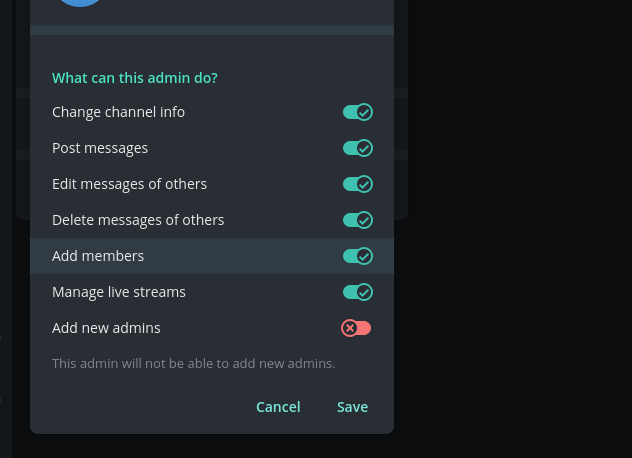 What can this admin do?
Change channel info
Post messages
Edit messages of others
Delete messages of others
Add members
Manage live streams
Add new admins
This admin will not be able to add new admins.
Cancel Save